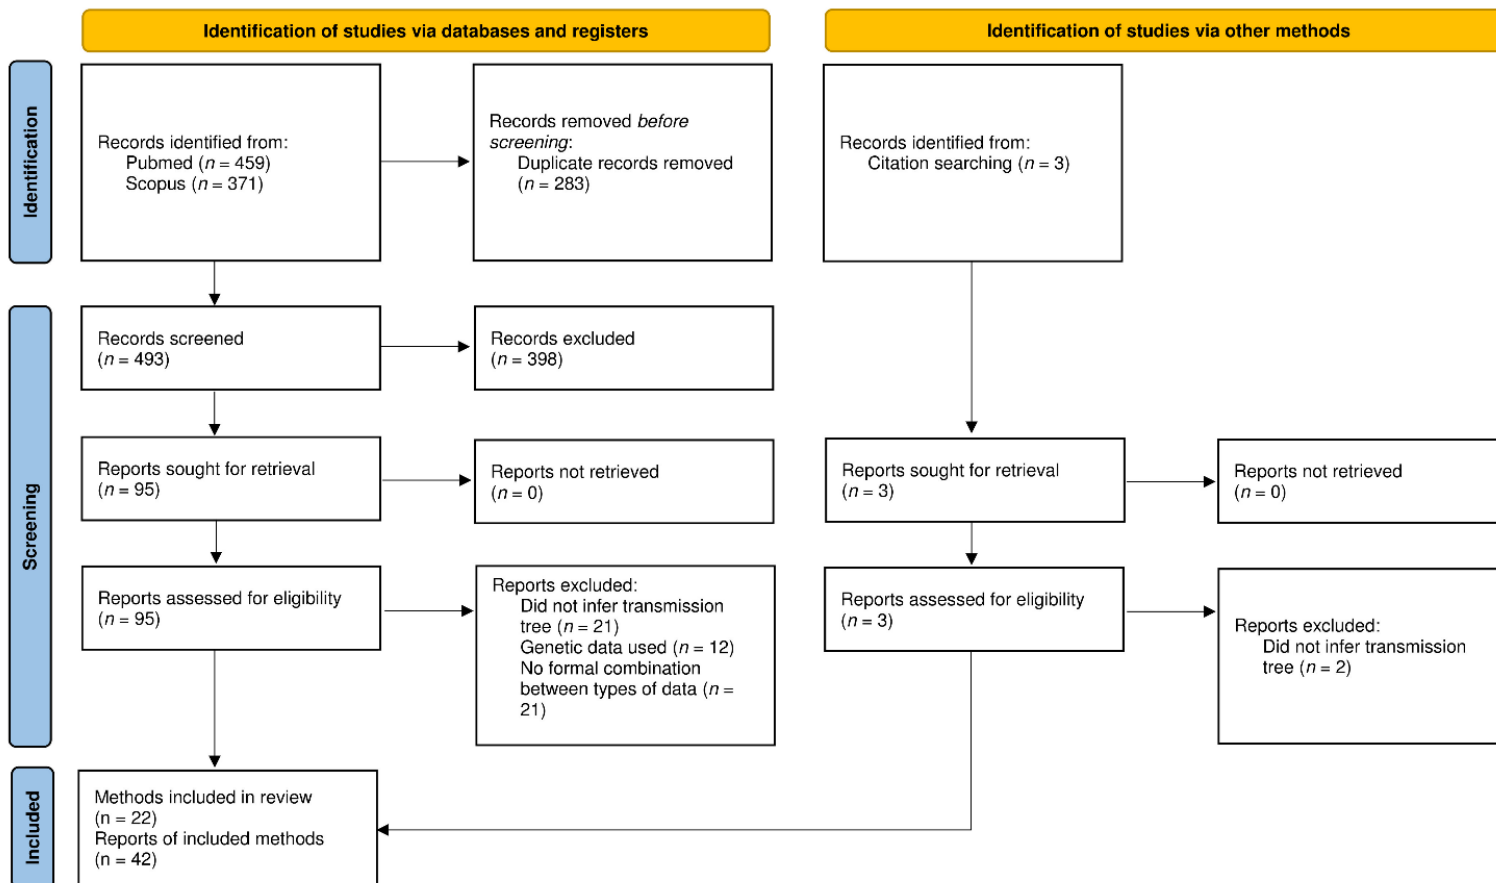 Identification of studies via databases and registers
Identification of studies via other methods
Identification
Records identified from:
Pubmed (n = 459)
Scopus (n = 371)
Records removed before
screening:
Duplicate records removed
(n = 283)
Records identified from:
Citation searching (n = 3)
Screening
Records screened
(n = 493)
Records excluded
(n = 398)
Reports sought for retrieval
(n = 95)
Reports not retrieved
(n = 0)
Reports sought for retrieval
(n = 3)
Reports not retrieved
(n = 0)
Reports assessed for eligibility
(n = 95)
Reports excluded:
Did not infer transmission
tree (n = 21)
Genetic data used (n = 12)
No formal combination
between types of data (n =
21)
Reports assessed for eligibility
(n = 3)
Reports excluded:
Did not infer transmission
tree (n = 2)
Included
Methods included in review
(n = 22)
Reports of included methods
(n = 42)